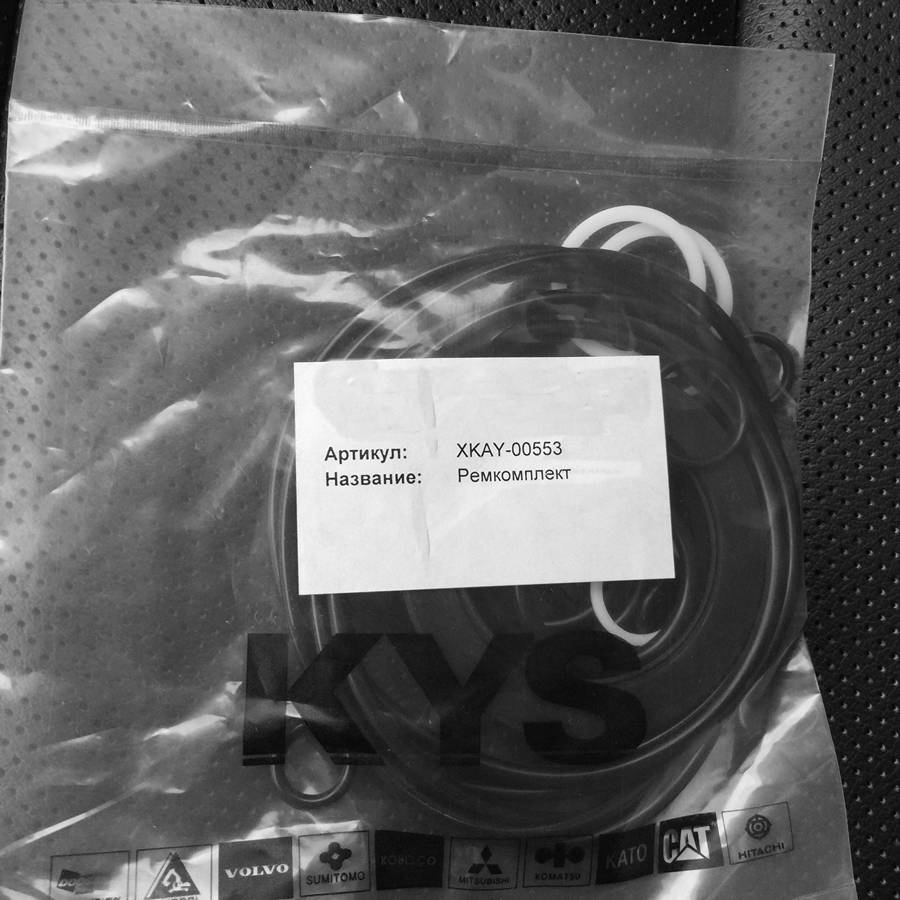 Артикул: XKAY-00553
Название: Ремкомплект
KYS
VOLVO
SUMITOMO
KOBELCO
MITSUBISHI
KOMATSU
KATO
CAT
HITACHI